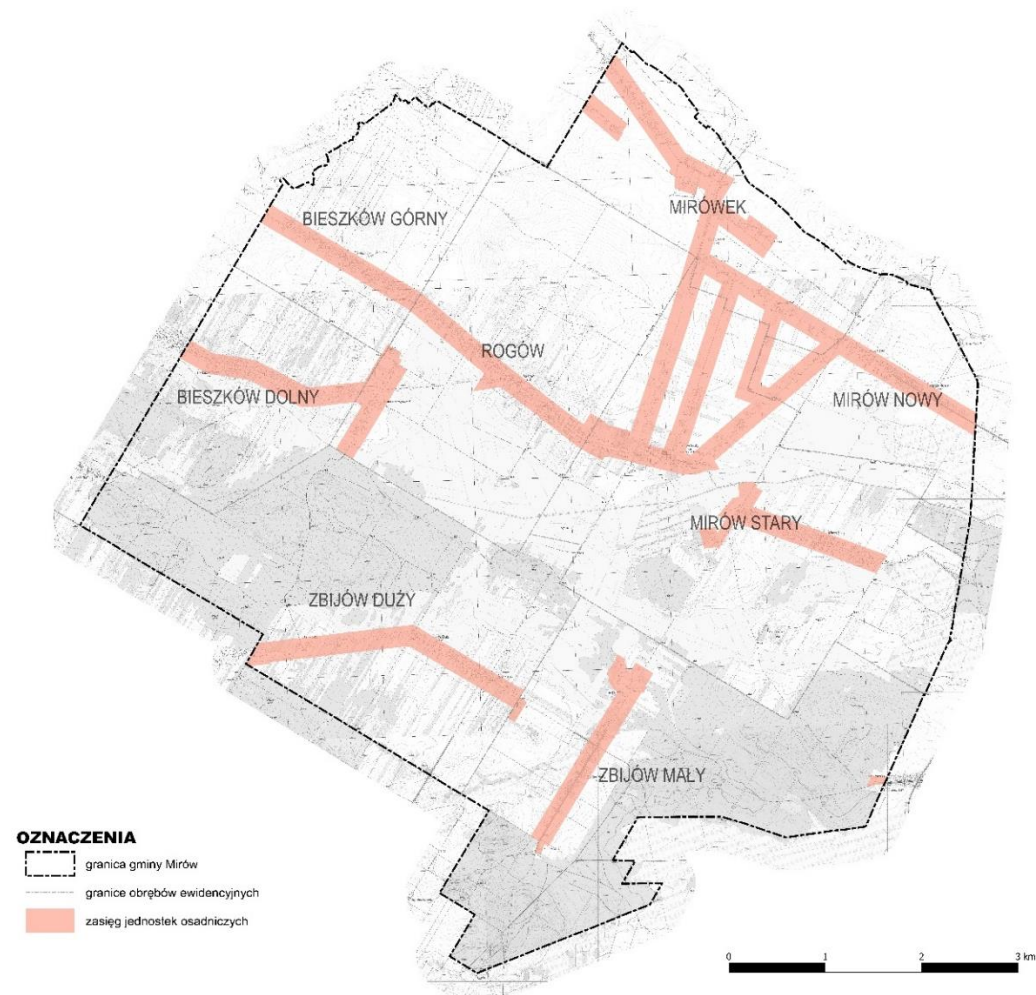 MIRÓWEK
BIESZKÓW GÓRNY
ROGÓW
BIESZKÓW DOLNY
MIRÓW NOWY
MIRÓW STARY
ZBIJÓW DUŻY
ZBIJÓW MAŁY
OZNACZENIA
granica gminy Mirów
granice obrębów ewidencyjnych
zasięg jednostek osadniczych
0 1 2 3 km